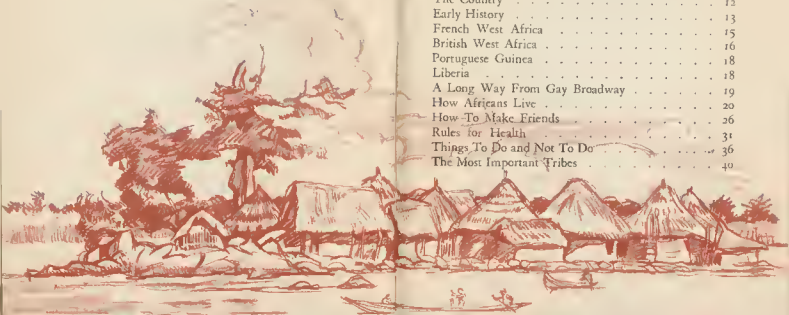 The Country . . . . . . . . . . . . . 12
Early History . . . . . . . . . . . . . 13
French West Africa . . . . . . . . . . . 15
British West Africa . . . . . . . . . . . 16
Portuguese Guinea . . . . . . . . . . . 18
Liberia . . . . . . . . . . . . . . . 18
A Long Way From Gay Broadway . . . . . . . 19
How Africans Live . . . . . . . . . . . 20
How To Make Friends . . . . . . . . . . 26
Rules for Health . . . . . . . . . . . . 31
Things To Do and Not To Do . . . . . . . . 36
The Most Important Tribes . . . . . . . . . 40